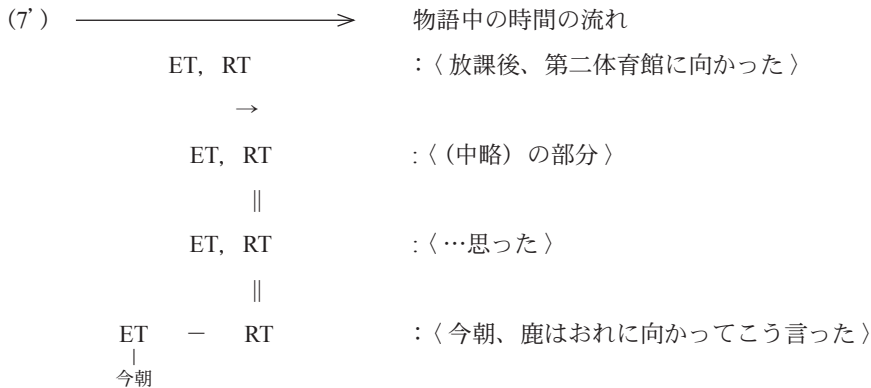 (7’) 物語中の時間の流れ
ET, RT :〈 放課後、第二体育館に向かった 〉
→
ET, RT :〈 (中略) の部分 〉
‖
ET, RT :〈 …思った 〉
‖
ET − RT :〈 今朝、鹿はおれに向かってこう言った 〉
今朝